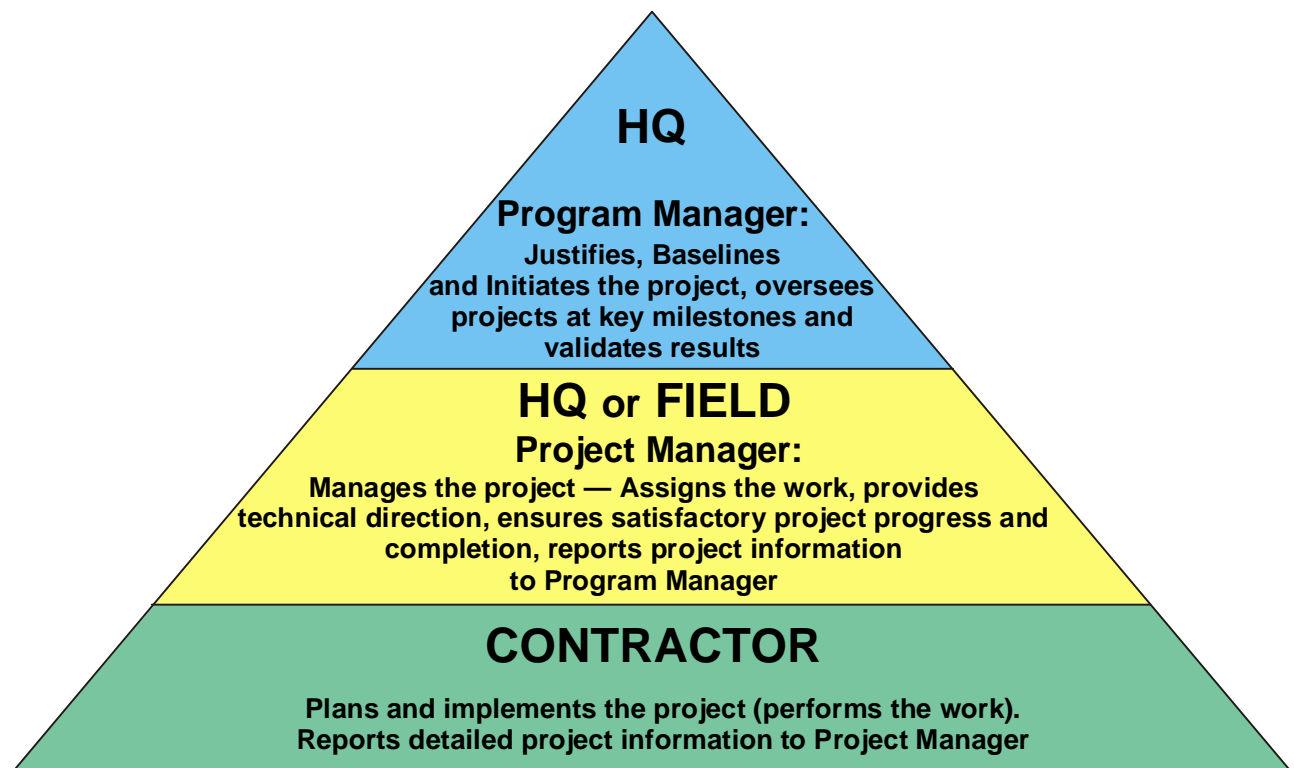 HQ
Program Manager:
Justifies, Baselines
and Initiates the project, oversees
projects at key milestones and
validates results
HQ or FIELD
Project Manager:
Manages the project — Assigns the work, provides
technical direction, ensures satisfactory project progress and
completion, reports project information
to Program Manager
CONTRACTOR
Plans and implements the project (performs the work).
Reports detailed project information to Project Manager